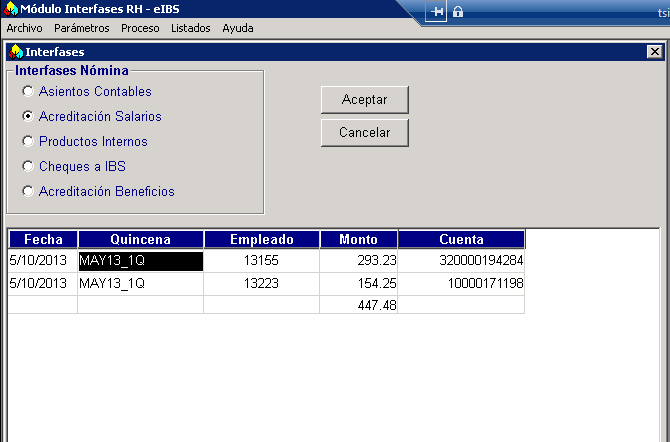 Módulo Interfases RH - eIBS
tsi
Archivo Parámetros Proceso Listados Ayuda
Interfases
Interfases Nómina
Asientos Contables
Acreditación Salarios
Productos Internos
Cheques a IBS
Acreditación Beneficios
Aceptar
Cancelar
Fecha Quincena Empleado Monto Cuenta
5/10/2013 MAY13_1Q 13155 293.23 320000194284
5/10/2013 MAY13_1Q 13223 154.25 10000171198
447.48